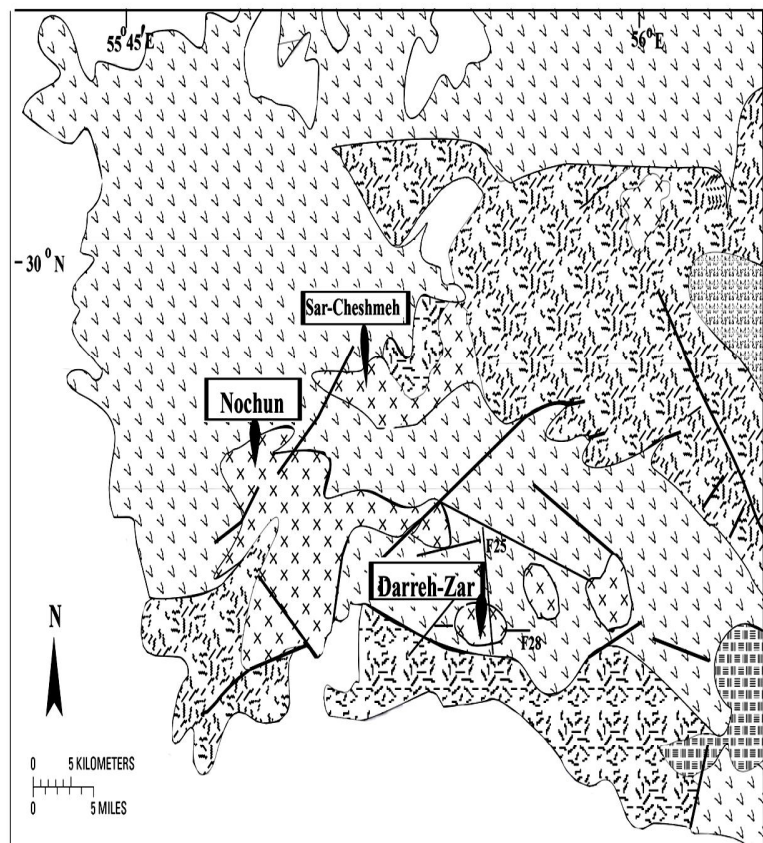 55°45'E
56°E
30°N
Sar-Cheshmeh
Nochun
F25
Darreh-Zar
F28
N
0 5 KILOMETERS
0 5 MILES